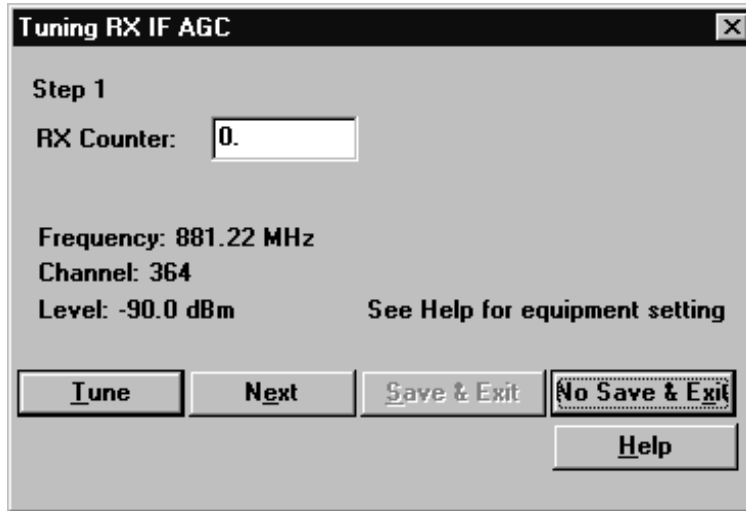 Tuning RX IF AGC
Step 1
RX Counter: 0.
Frequency: 881.22 MHz
Channel: 364
Level: -90.0 dBm See Help for equipment setting
Tune Next Save & Exit No Save & Exit
Help